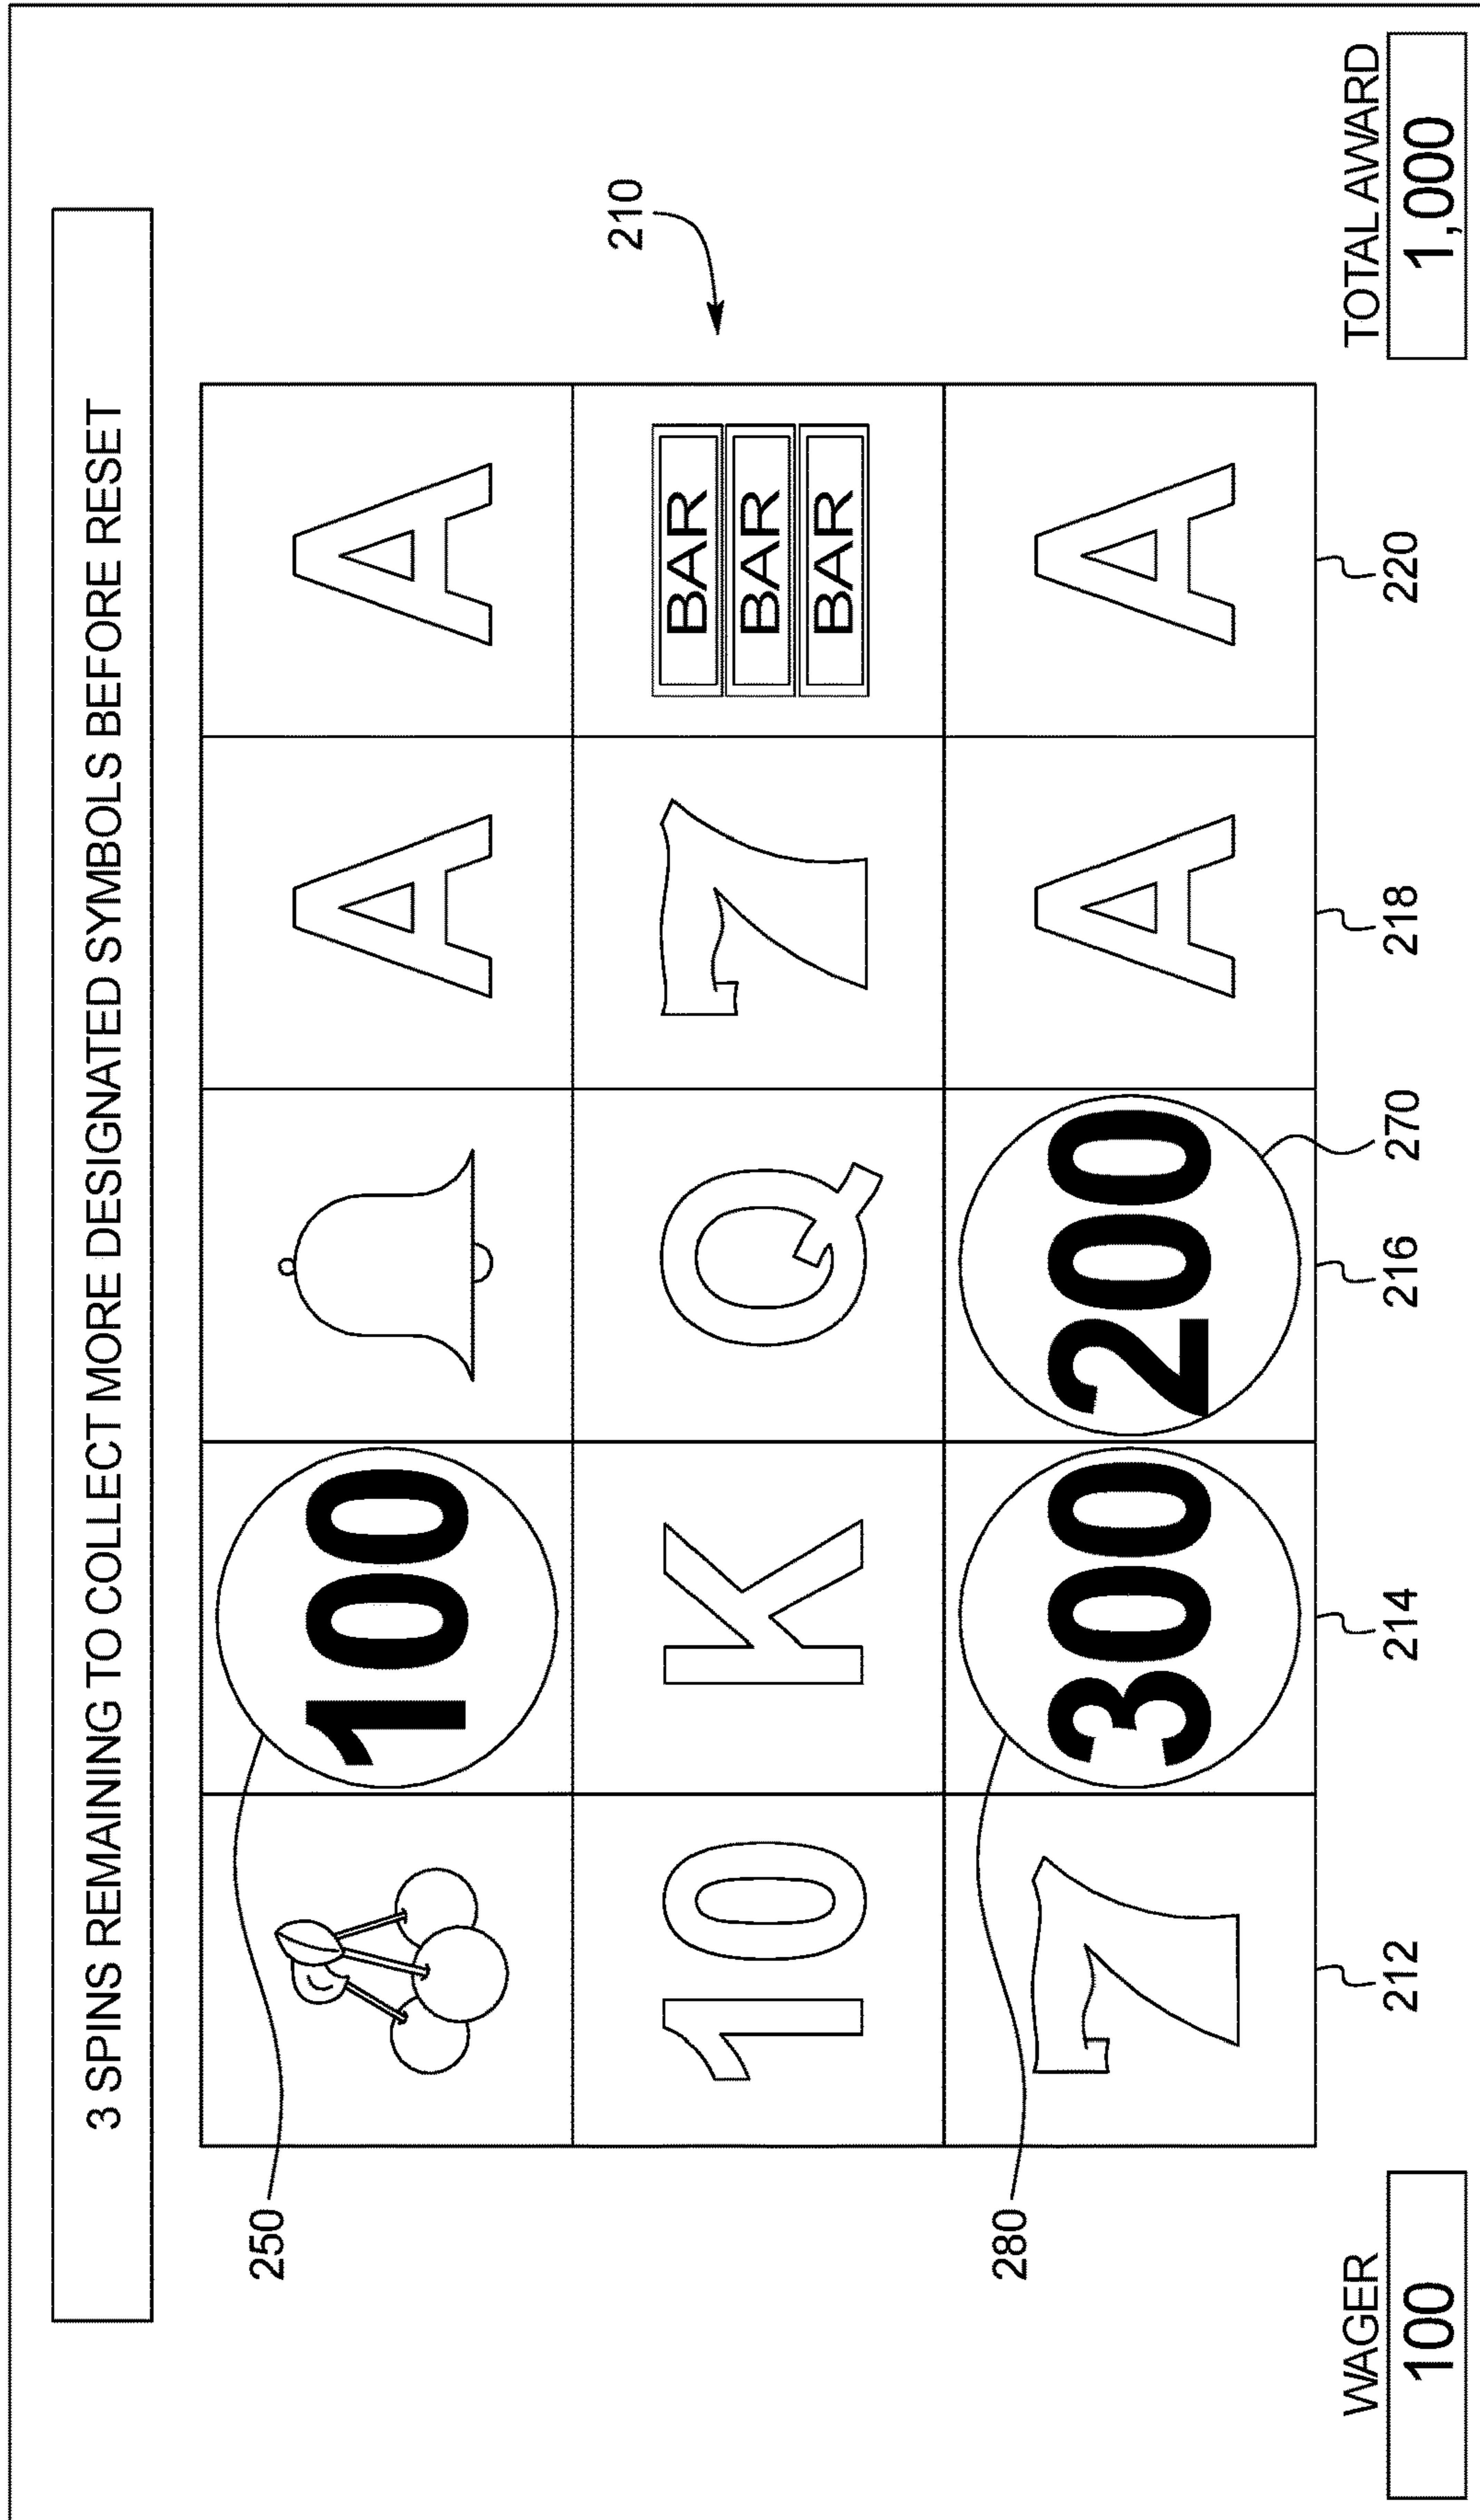 3 SPINS REMAINING TO COLLECT MORE DESIGNATED SYMBOLS BEFORE RESET
250
100
A
A
210
10
K
Q
7
BAR
BAR
BAR
280
7
300
200
A
A
212
214
216
270
218
220
WAGER
100
TOTAL AWARD
1,000